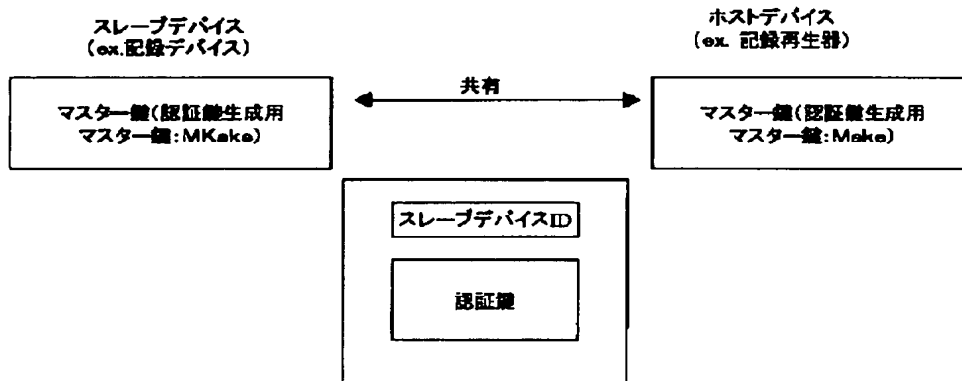 スレーブデバイス
(ex.記録デバイス)
ホストデバイス
(ex. 記録再生器)
マスター鍵(認証鍵生成用
マスター鍵:MKake)
共有
マスター鍵(認証鍵生成用
マスター鍵:Make)
スレーブデバイスID
認証鍵